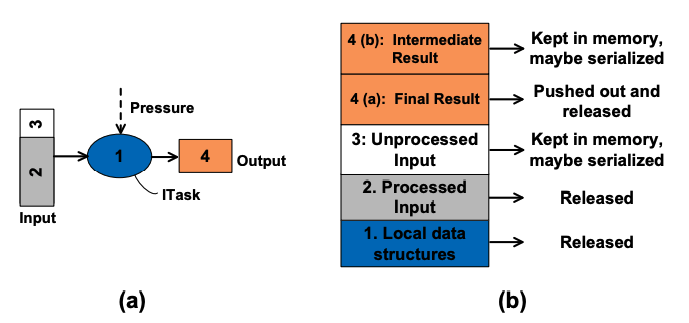 Pressure
3
2
1
4
Output
ITask
Input
(a)
4 (b): Intermediate
Result
Kept in memory,
maybe serialized
4 (a): Final Result
Pushed out and
released
3: Unprocessed
Input
Kept in memory,
maybe serialized
2. Processed
Input
Released
1. Local data
structures
Released
(b)